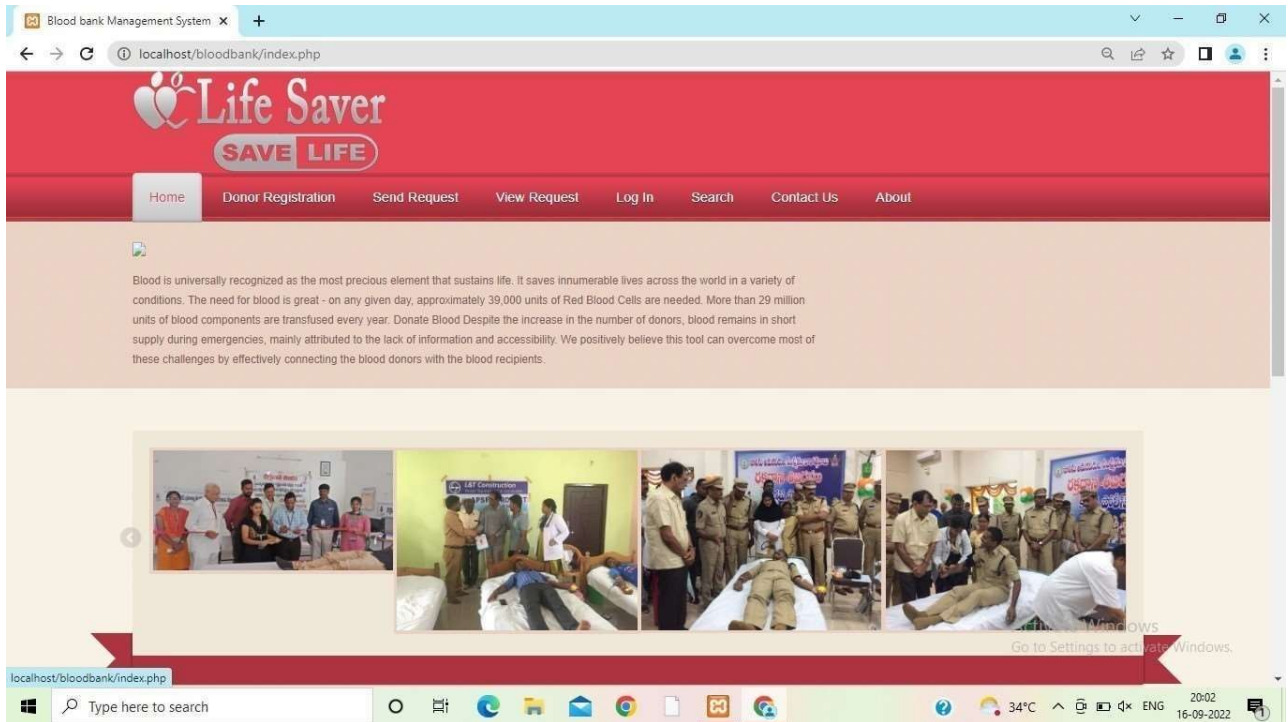 Blood bank Management System
localhost/bloodbank/index.php
Life Saver
SAVE LIFE
Home Donor Registration Send Request View Request Log In Search Contact Us About
Blood is universally recognized as the most precious element that sustains life. It saves innumerable lives across the world in a variety of
conditions. The need for blood is great - on any given day, approximately 39,000 units of Red Blood Cells are needed. More than 29 million
units of blood components are transfused every year. Donate Blood Despite the increase in the number of donors, blood remains in short
supply during emergencies, mainly attributed to the lack of information and accessibility. We positively believe this tool can overcome most of
these challenges by effectively connecting the blood donors with the blood recipients.
L&T Construction
రక్తదాన శిబిరము
Activate Windows
Go to Settings to activate Windows.
localhost/bloodbank/index.php
Type here to search
34°C ENG 20:02
16-09-2022
1